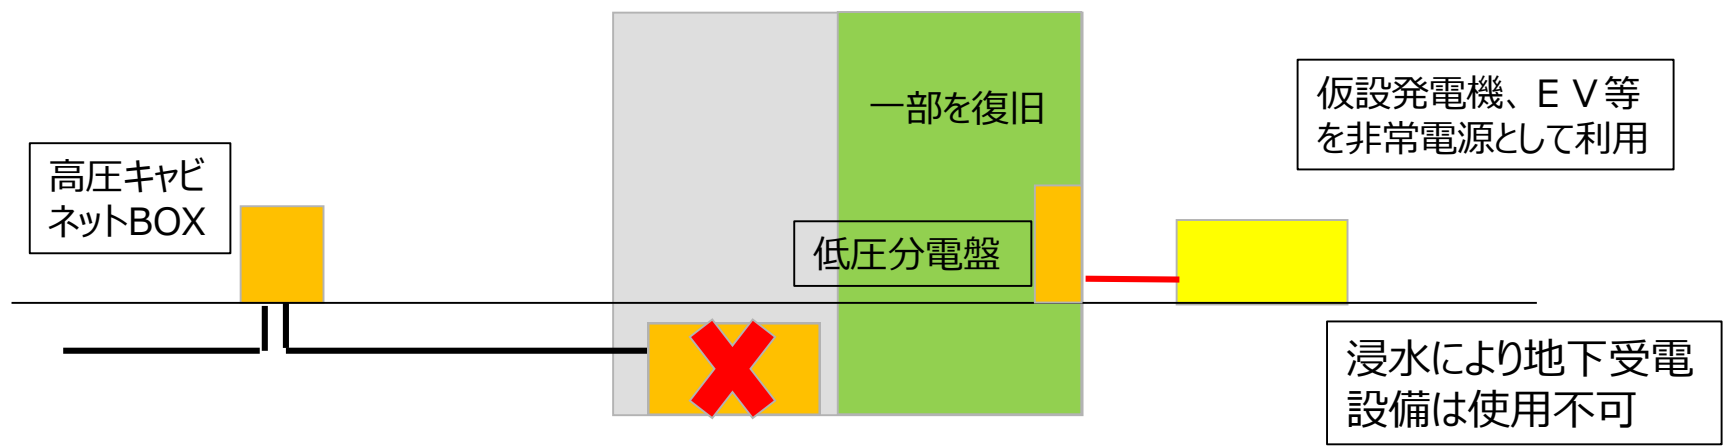 一部を復旧
仮設発電機、ＥＶ等
を非常電源として利用
高圧キャビ
ネットBOX
低圧分電盤
浸水により地下受電
設備は使用不可